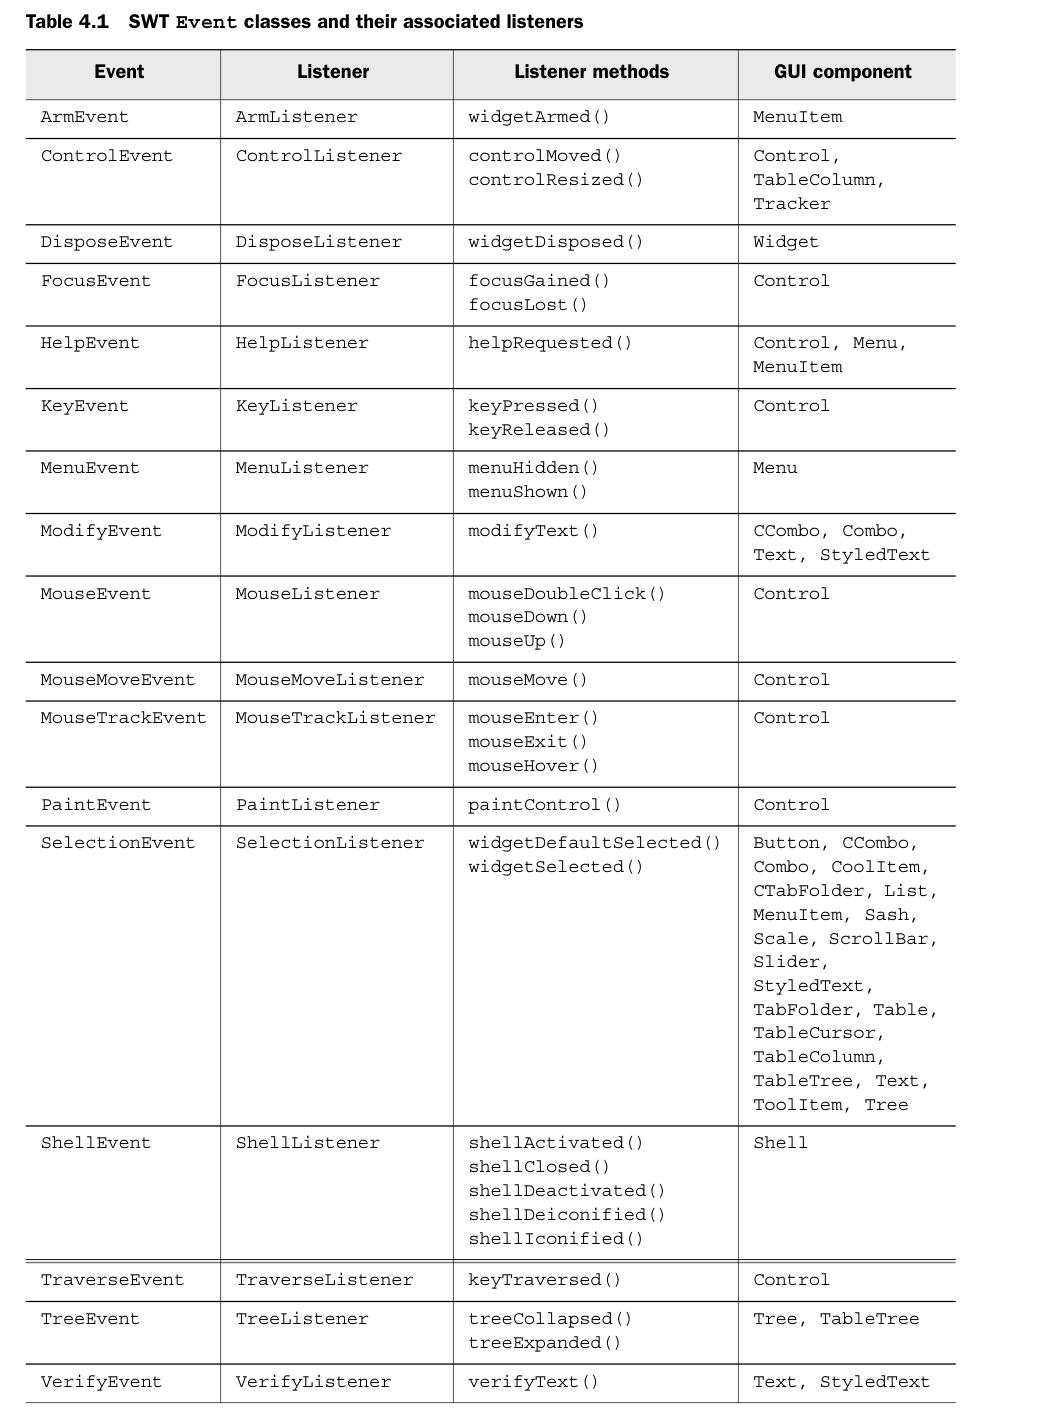 Table 4.1 SWT Event classes and their associated listeners
Event Listener Listener methods GUI component
ArmEvent ArmListener widgetArmed() MenuItem
ControlEvent ControlListener controlMoved() Control,
controlResized() TableColumn,
Tracker
DisposeEvent DisposeListener widgetDisposed() Widget
FocusEvent FocusListener focusGained() Control
focusLost()
HelpEvent HelpListener helpRequested() Control, Menu,
MenuItem
KeyEvent KeyListener keyPressed() Control
keyReleased()
MenuEvent MenuListener menuHidden() Menu
menuShown()
ModifyEvent ModifyListener modifyText() CCombo, Combo,
Text, StyledText
MouseEvent MouseListener mouseDoubleClick() Control
mouseDown()
mouseUp()
MouseMoveEvent MouseMoveListener mouseMove() Control
MouseTrackEvent MouseTrackListener mouseEnter() Control
mouseExit()
mouseHover()
PaintEvent PaintListener paintControl() Control
SelectionEvent SelectionListener widgetDefaultSelected() Button, CCombo,
widgetSelected() Combo, CoolItem,
CTabFolder, List,
MenuItem, Sash,
Scale, ScrollBar,
Slider,
StyledText,
TabFolder, Table,
TableCursor,
TableColumn,
TableTree, Text,
ToolItem, Tree
ShellEvent ShellListener shellActivated() Shell
shellClosed()
shellDeactivated()
shellDeiconified()
shellIconified()
TraverseEvent TraverseListener keyTraversed() Control
TreeEvent TreeListener treeCollapsed() Tree, TableTree
treeExpanded()
VerifyEvent VerifyListener verifyText() Text, StyledText